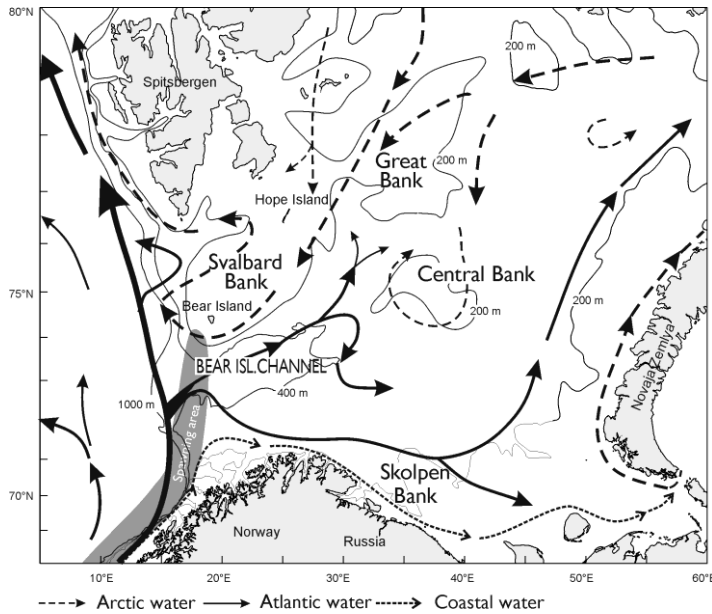 80°N
200 m
Spitsbergen
Great
Bank
200 m
Hope Island
Svalbard
Bank
Central Bank
75°N
Bear Island
200 m
200 m
BEAR ISL.CHANNEL
Novaja Zemlya
400 m
1000 m
Spawning area
Skolpen
Bank
70°N
Norway
Russia
10°E
20°E
30°E
40°E
50°E
60°E
Arctic water
Atlantic water
Coastal water